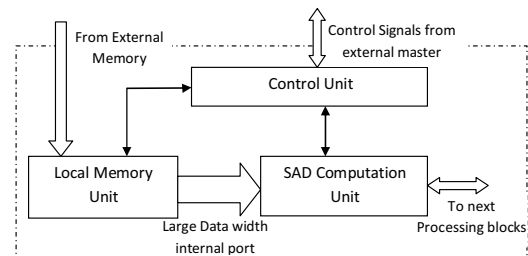 From External
Memory
Control Signals from
external master
Control Unit
Local Memory
Unit
SAD Computation
Unit
Large Data width
internal port
To next
Processing blocks